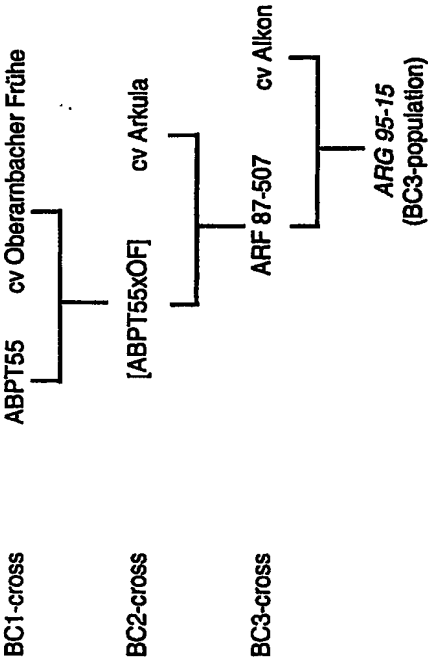 BC1-cross
ABPT55
cv Oberarnbacher Frühe
BC2-cross
[ABPT55xOF]
cv Arkula
BC3-cross
ARF 87-507
cv Alkon
ARG 95-15
(BC3-population)